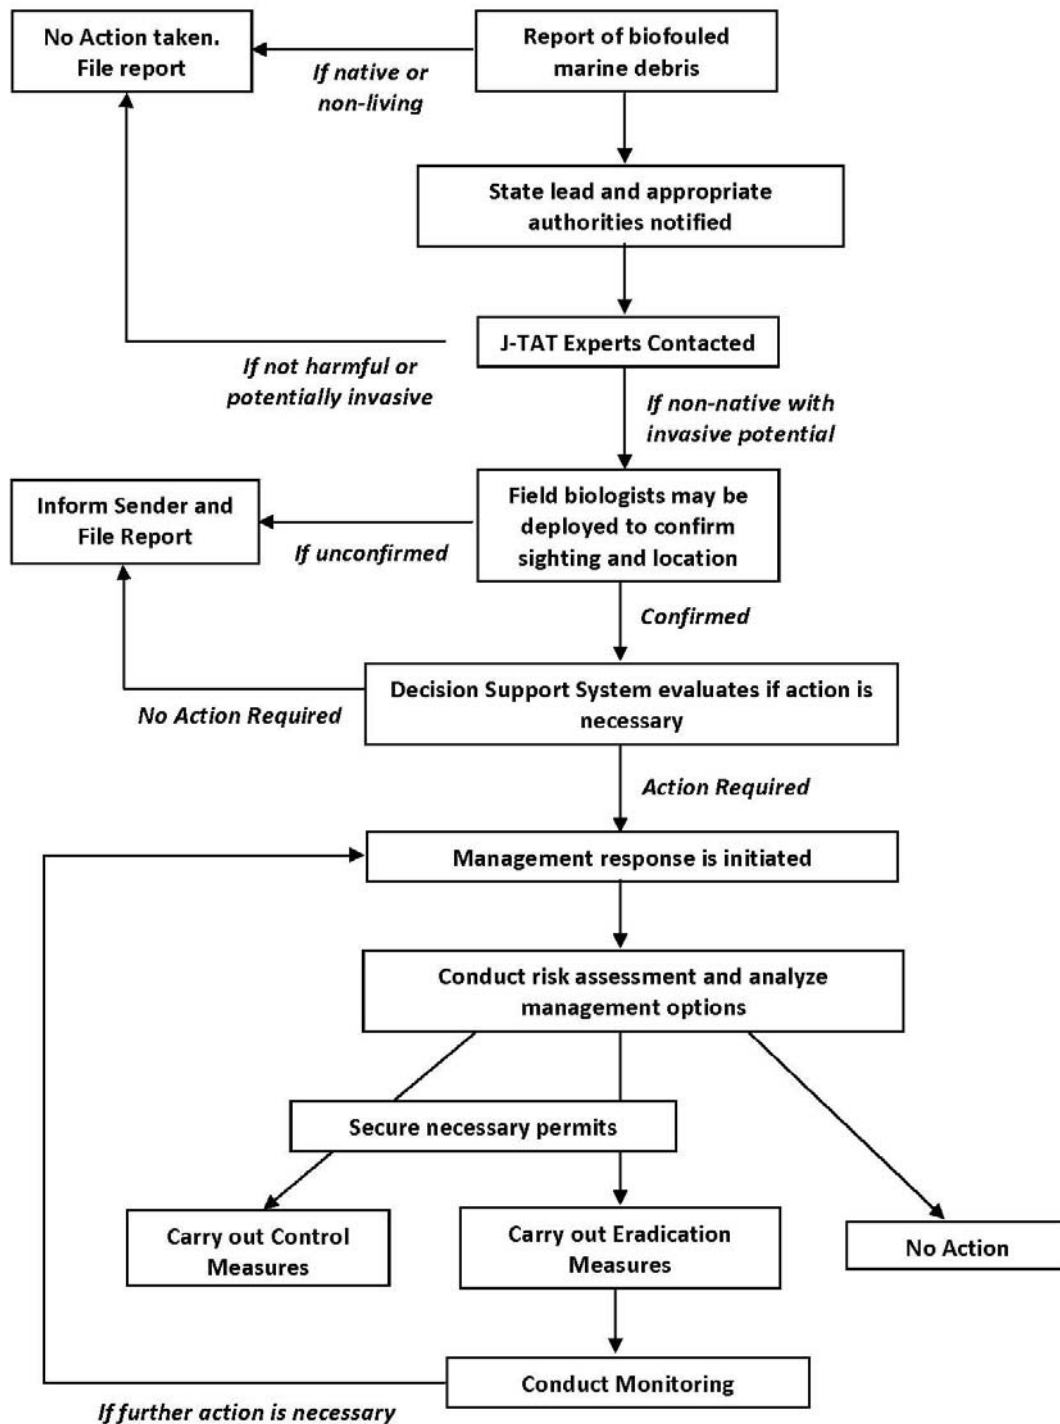 No Action taken.
File report
Report of biofouled
marine debris
If native or
non-living
State lead and appropriate
authorities notified
J-TAT Experts Contacted
If not harmful or
potentially invasive
If non-native with
invasive potential
Inform Sender and
File Report
Field biologists may be
deployed to confirm
sighting and location
If unconfirmed
Confirmed
Decision Support System evaluates if action is
necessary
No Action Required
Action Required
Management response is initiated
Conduct risk assessment and analyze
management options
Secure necessary permits
Carry out Control
Measures
Carry out Eradication
Measures
No Action
Conduct Monitoring
If further action is necessary